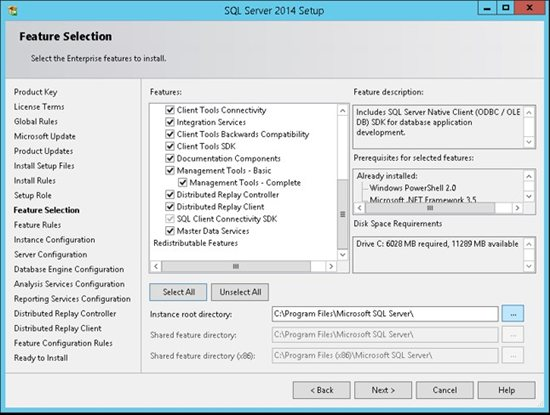 SQL Server 2014 Setup
Feature Selection
Select the Enterprise features to install.
Product Key
License Terms
Global Rules
Microsoft Update
Product Updates
Install Setup Files
Install Rules
Setup Role
Feature Selection
Feature Rules
Instance Configuration
Server Configuration
Database Engine Configuration
Analysis Services Configuration
Reporting Services Configuration
Distributed Replay Controller
Distributed Replay Client
Feature Configuration Rules
Ready to Install
Features:
Client Tools Connectivity
Integration Services
Client Tools Backwards Compatibility
Client Tools SDK
Documentation Components
Management Tools - Basic
Management Tools - Complete
Distributed Replay Controller
Distributed Replay Client
SQL Client Connectivity SDK
Master Data Services
Redistributable Features
Feature description:
Includes SQL Server Native Client (ODBC / OLE
DB) SDK for database application
development.
Prerequisites for selected features:
Already installed:
Windows PowerShell 2.0
Microsoft .NET Framework 3.5
Disk Space Requirements
Drive C: 6028 MB required, 11289 MB available
Select All
Unselect All
Instance root directory:
C:\Program Files\Microsoft SQL Server\
...
Shared feature directory:
C:\Program Files\Microsoft SQL Server\
...
Shared feature directory (x86):
C:\Program Files (x86)\Microsoft SQL Server\
...
< Back
Next >
Cancel
Help